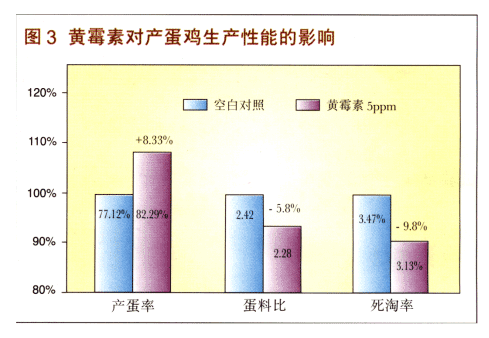 图 3 黄霉素对产蛋鸡生产性能的影响
120%
空白对照 黄霉素 5ppm
110%
+8.33%
100%
77.12% 82.29% 2.42 - 5.8% 3.47% - 9.8%
90%
2.28 3.13%
80%
产蛋率 蛋料比 死淘率